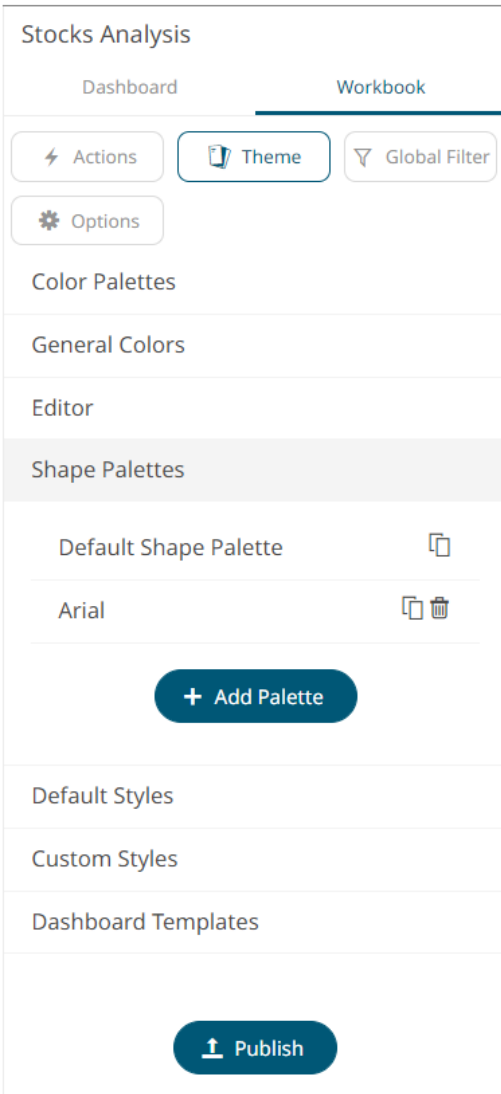 Stocks Analysis
Dashboard Workbook
Actions Theme Global Filter
Options
Color Palettes
General Colors
Editor
Shape Palettes
Default Shape Palette
Arial
+ Add Palette
Default Styles
Custom Styles
Dashboard Templates
Publish